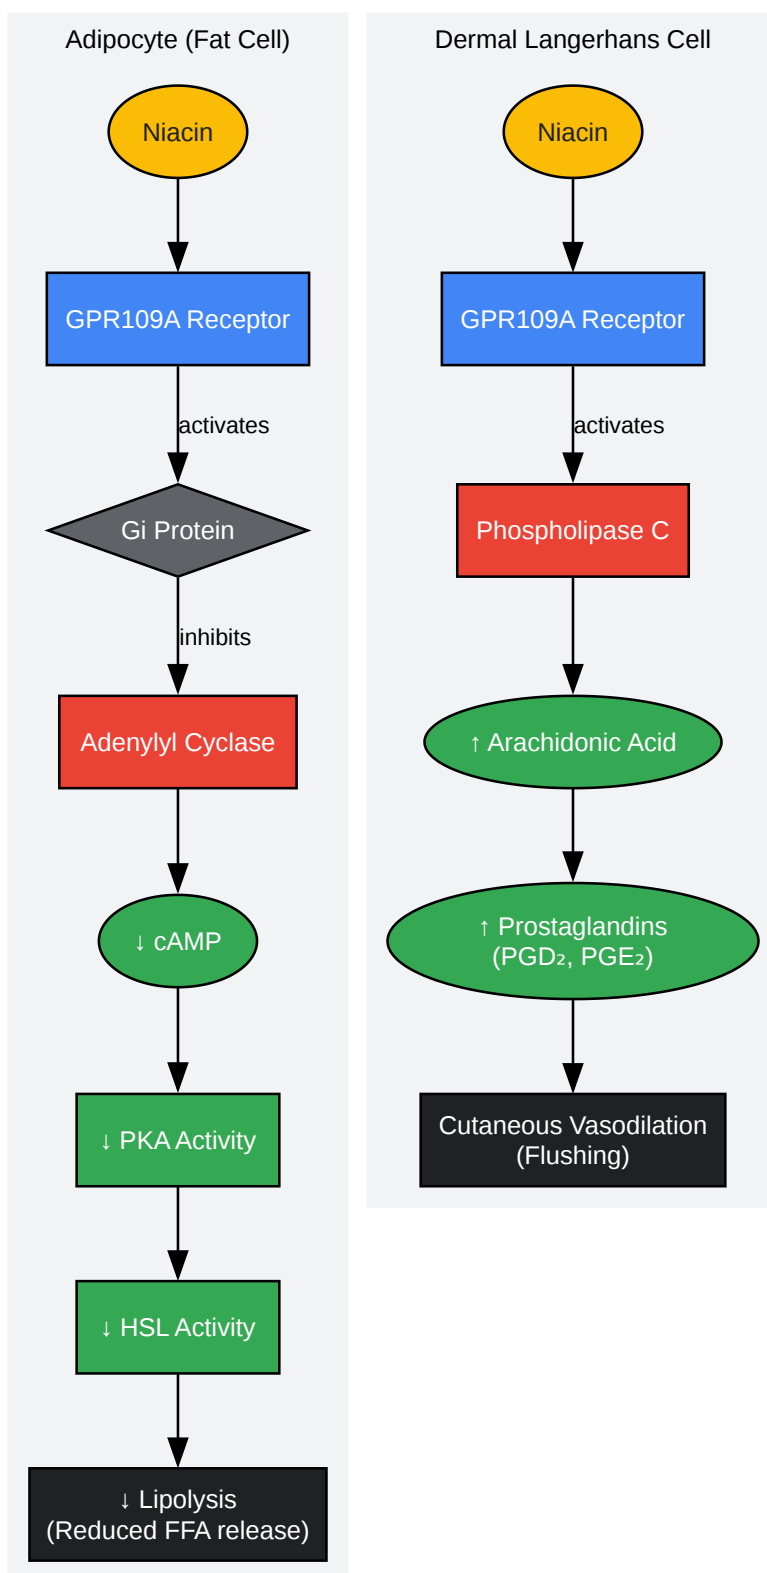 Adipocyte (Fat Cell)
Niacin
GPR109A Receptor
activates
Gi Protein
inhibits
Adenylyl Cyclase
↓ cAMP
↓ PKA Activity
↓ HSL Activity
↓ Lipolysis
(Reduced FFA release)
Dermal Langerhans Cell
Niacin
GPR109A Receptor
activates
Phospholipase C
↑ Arachidonic Acid
↑ Prostaglandins
(PGD₂, PGE₂)
Cutaneous Vasodilation
(Flushing)